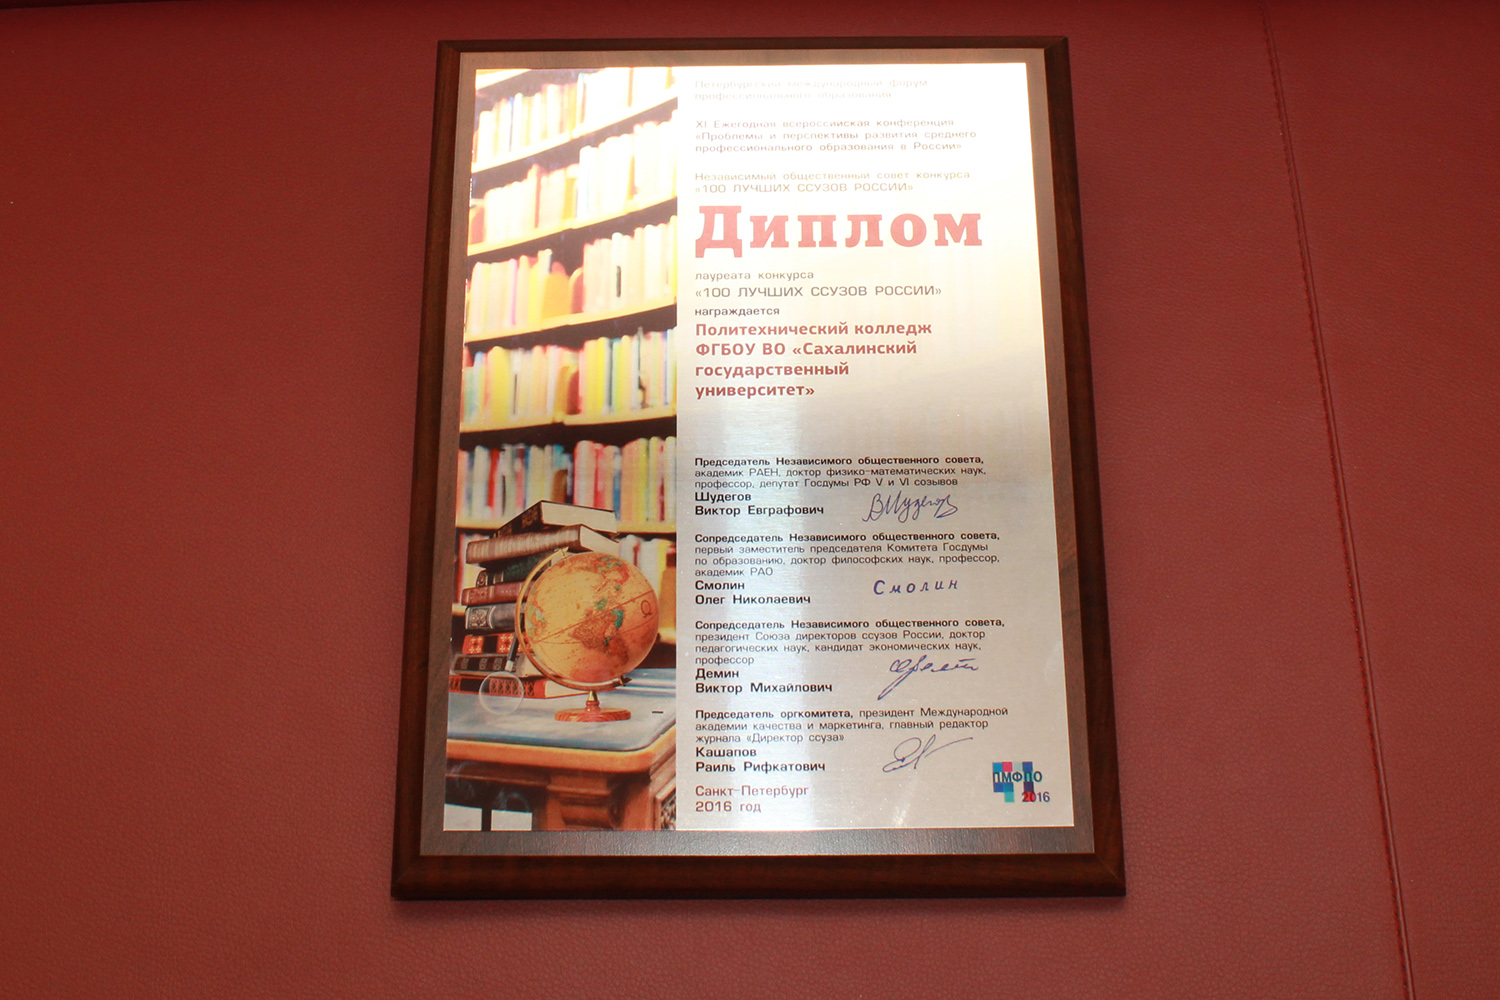 Петербургский международный форум
профессионального образования
XI Ежегодная всероссийская конференция
«Проблемы и перспективы развития среднего
профессионального образования в России»
Независимый общественный совет конкурса
«100 ЛУЧШИХ ССУЗОВ РОССИИ»
Диплом
лауреата конкурса
«100 ЛУЧШИХ ССУЗОВ РОССИИ»
награждается
Политехнический колледж
ФГБОУ ВО «Сахалинский
государственный
университет»
Председатель Независимого общественного совета,
академик РАЕН, доктор физико-математических наук,
профессор, депутат Госдумы РФ V и VI созывов
Шудегов
Виктор Евграфович
ВШудегов
Сопредседатель Независимого общественного совета,
первый заместитель председателя Комитета Госдумы
по образованию, доктор философских наук, профессор,
академик РАО
Смолин
Олег Николаевич
Смолин
Сопредседатель Независимого общественного совета,
президент Союза директоров ссузов России, доктор
педагогических наук, кандидат экономических наук,
профессор
Демин
Виктор Михайлович
Председатель оргкомитета, президент Международной
академии качества и маркетинга, главный редактор
журнала «Директор ссуза»
Кашапов
Раиль Рифкатович
Санкт-Петербург
2016 год
ПМФПО
2016